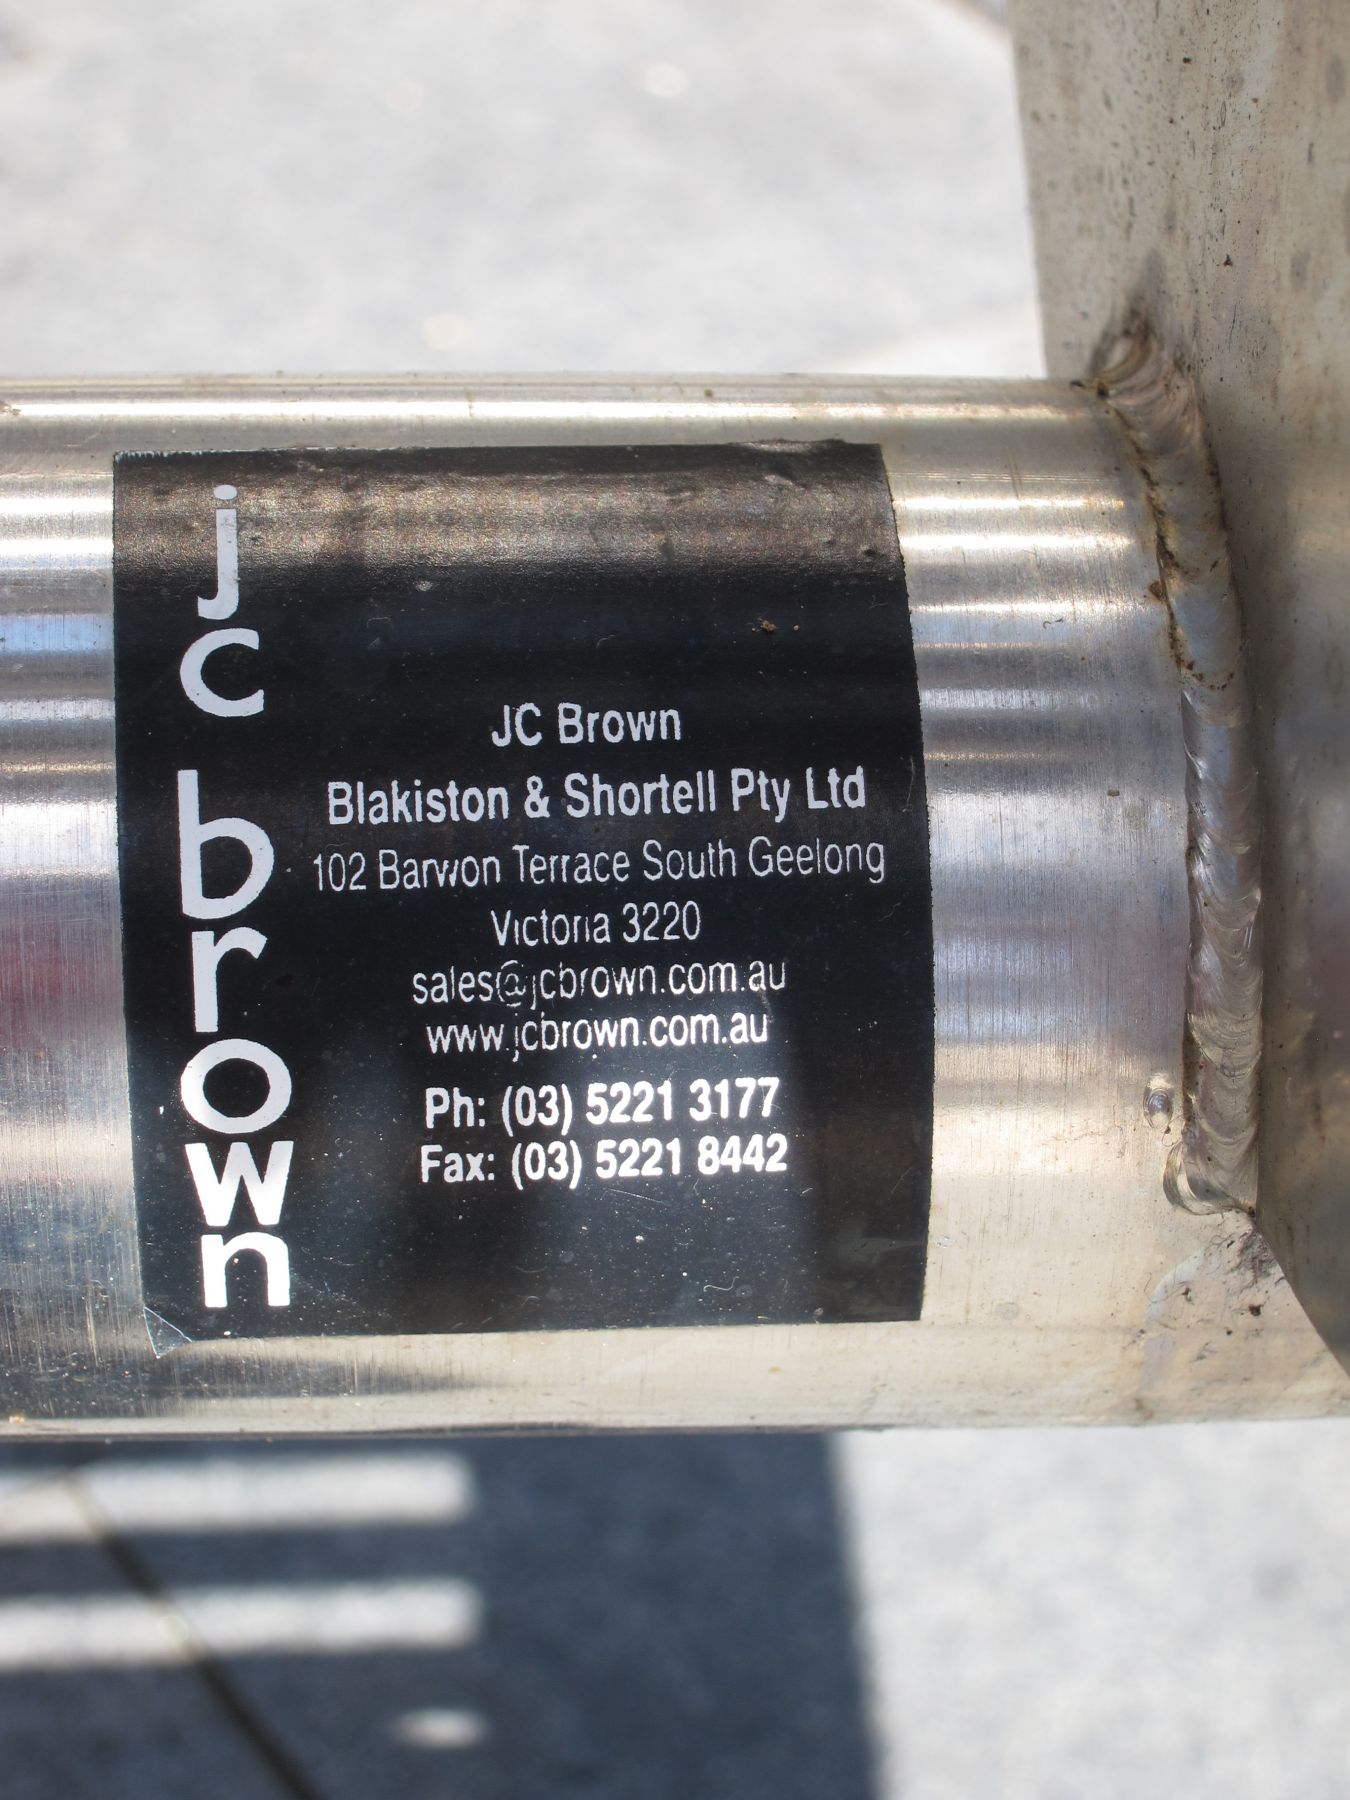 jc brown
JC Brown
Blakiston & Shortell Pty Ltd
102 Barwon Terrace South Geelong
Victoria 3220
sales@jcbrown.com.au
www.jcbrown.com.au
Ph: (03) 5221 3177
Fax: (03) 5221 8442